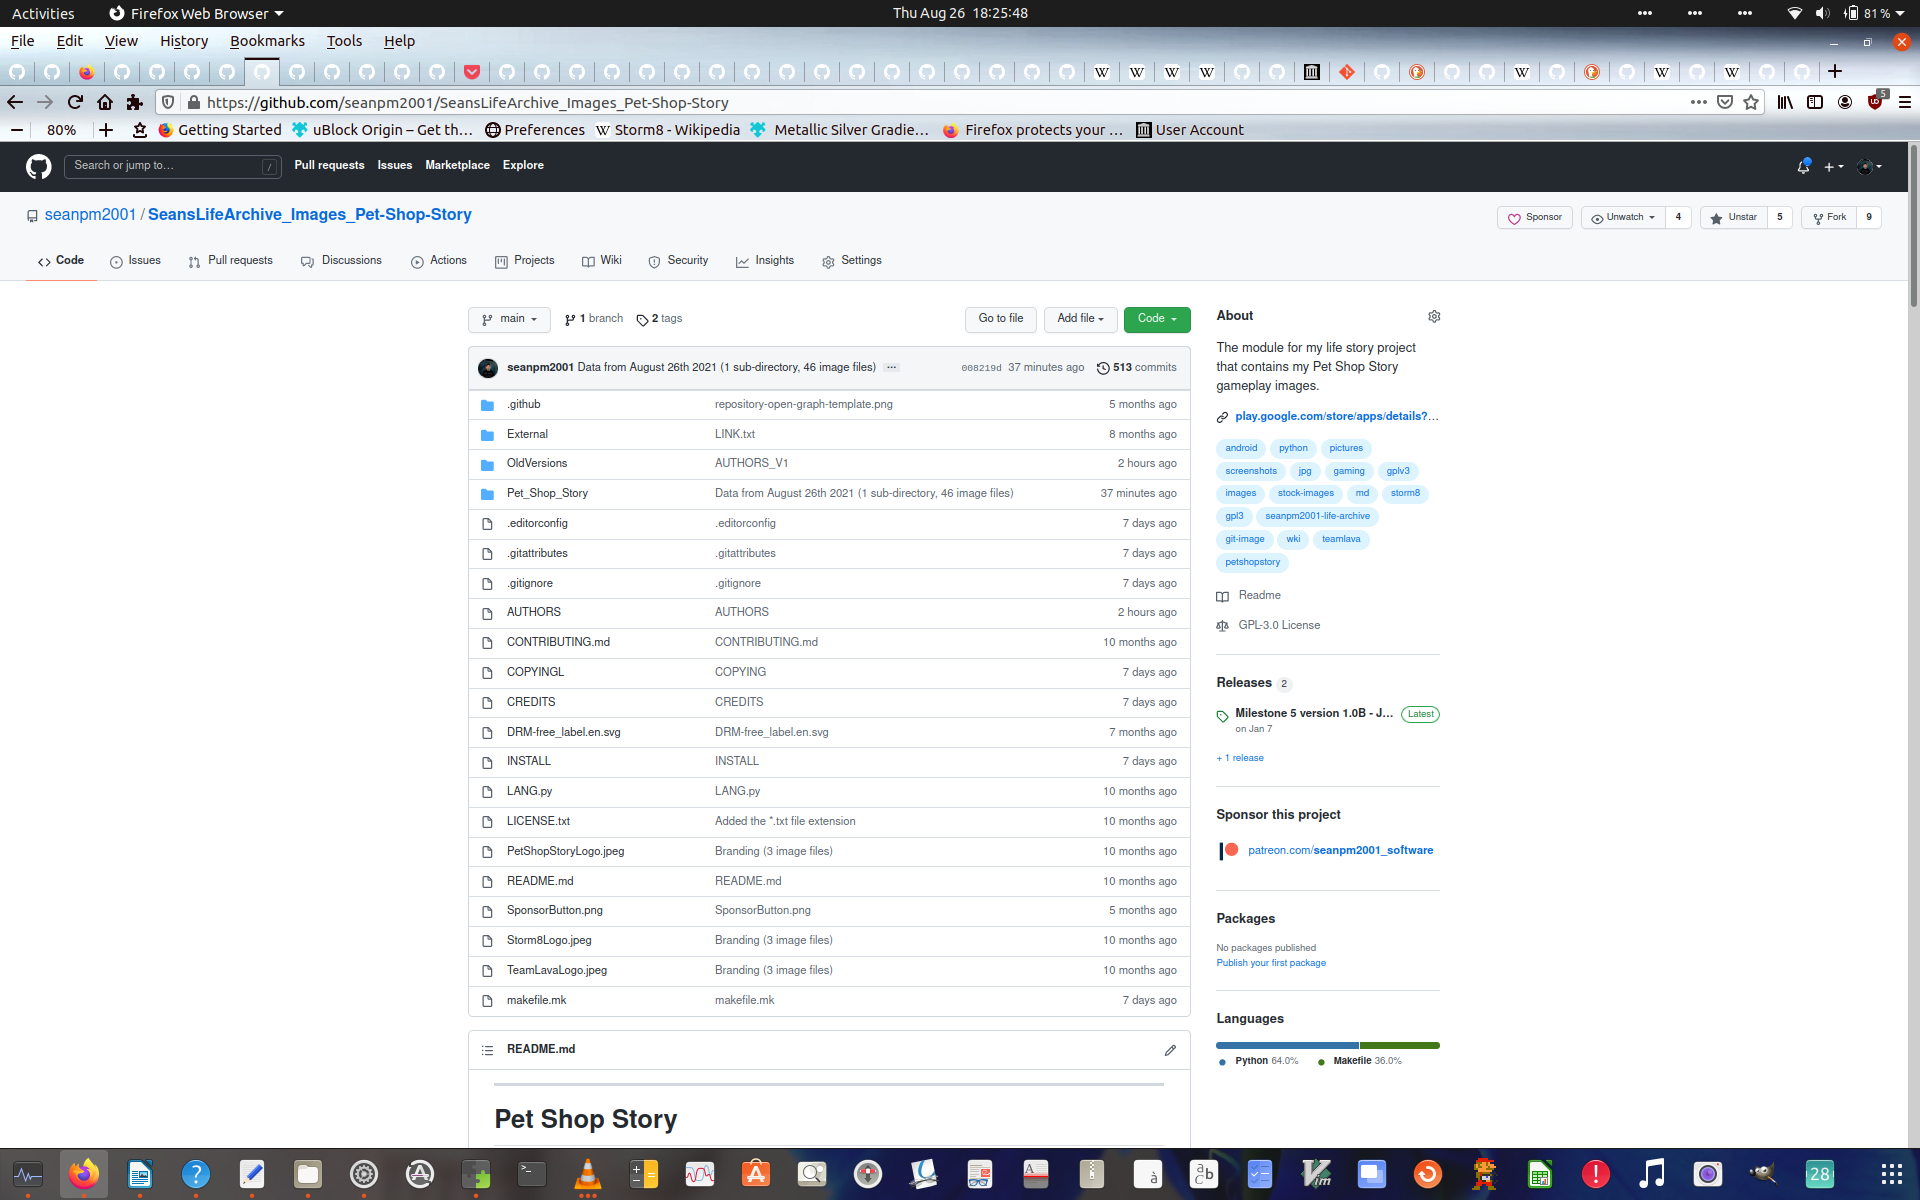 Activities Firefox Web Browser Thu Aug 26 18:25:48 81 %
File Edit View History Bookmarks Tools Help
https://github.com/seanpm2001/SeansLifeArchive_Images_Pet-Shop-Story 5
80% Getting Started uBlock Origin – Get th… Preferences Storm8 - Wikipedia Metallic Silver Gradie… Firefox protects your … User Account
Search or jump to… / Pull requests Issues Marketplace Explore
seanpm2001 / SeansLifeArchive_Images_Pet-Shop-Story Sponsor Unwatch 4 Unstar 5 Fork 9
Code Issues Pull requests Discussions Actions Projects Wiki Security Insights Settings
main 1 branch 2 tags Go to file Add file Code
seanpm2001 Data from August 26th 2021 (1 sub-directory, 46 image files) ... 008219d 37 minutes ago 513 commits
.github repository-open-graph-template.png 5 months ago
External LINK.txt 8 months ago
OldVersions AUTHORS_V1 2 hours ago
Pet_Shop_Story Data from August 26th 2021 (1 sub-directory, 46 image files) 37 minutes ago
.editorconfig .editorconfig 7 days ago
.gitattributes .gitattributes 7 days ago
.gitignore .gitignore 7 days ago
AUTHORS AUTHORS 2 hours ago
CONTRIBUTING.md CONTRIBUTING.md 10 months ago
COPYINGL COPYING 7 days ago
CREDITS CREDITS 7 days ago
DRM-free_label.en.svg DRM-free_label.en.svg 7 months ago
INSTALL INSTALL 7 days ago
LANG.py LANG.py 10 months ago
LICENSE.txt Added the *.txt file extension 10 months ago
PetShopStoryLogo.jpeg Branding (3 image files) 10 months ago
README.md README.md 10 months ago
SponsorButton.png SponsorButton.png 5 months ago
Storm8Logo.jpeg Branding (3 image files) 10 months ago
TeamLavaLogo.jpeg Branding (3 image files) 10 months ago
makefile.mk makefile.mk 7 days ago
README.md
Pet Shop Story
About
The module for my life story project
that contains my Pet Shop Story
gameplay images.
play.google.com/store/apps/details?…
android python pictures
screenshots jpg gaming gplv3
images stock-images md storm8
gpl3 seanpm2001-life-archive
git-image wki teamlava
petshopstory
Readme
GPL-3.0 License
Releases 2
Milestone 5 version 1.0B - J… Latest
on Jan 7
+ 1 release
Sponsor this project
patreon.com/seanpm2001_software
Packages
No packages published
Publish your first package
Languages
Python 64.0% Makefile 36.0%
28